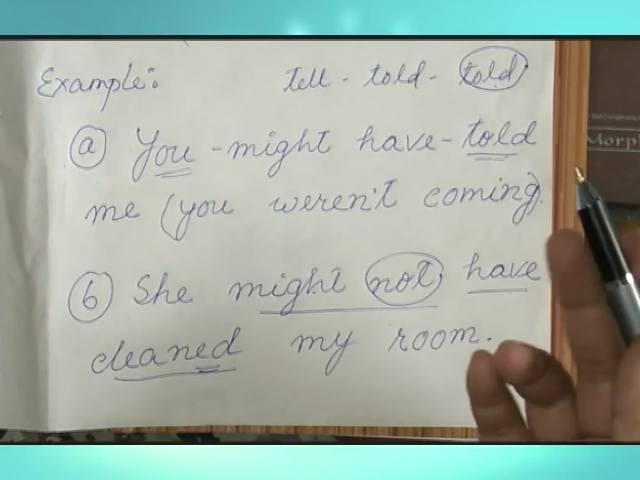 Example: tell - told - told
ⓐ You - might have - told
me (you weren't coming).
ⓑ She might not have
cleaned my room.
Morph